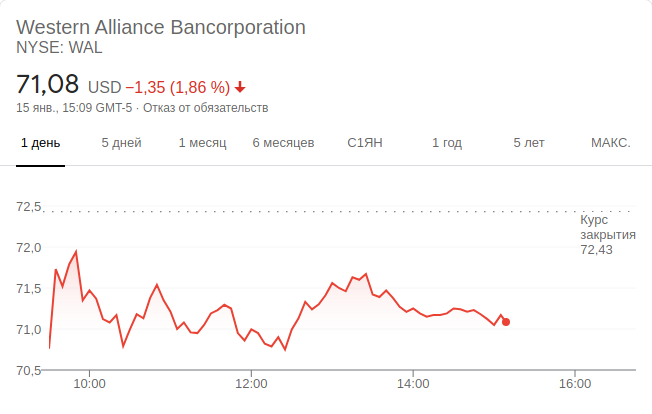 Western Alliance Bancorporation
NYSE: WAL
71,08 USD −1,35 (1,86 %) ↓
15 янв., 15:09 GMT-5 · Отказ от обязательств
1 день 5 дней 1 месяц 6 месяцев С1ЯН 1 год 5 лет МАКС.
72,5
Курс
закрытия
72,43
72,0
71,5
71,0
70,5
10:00 12:00 14:00 16:00